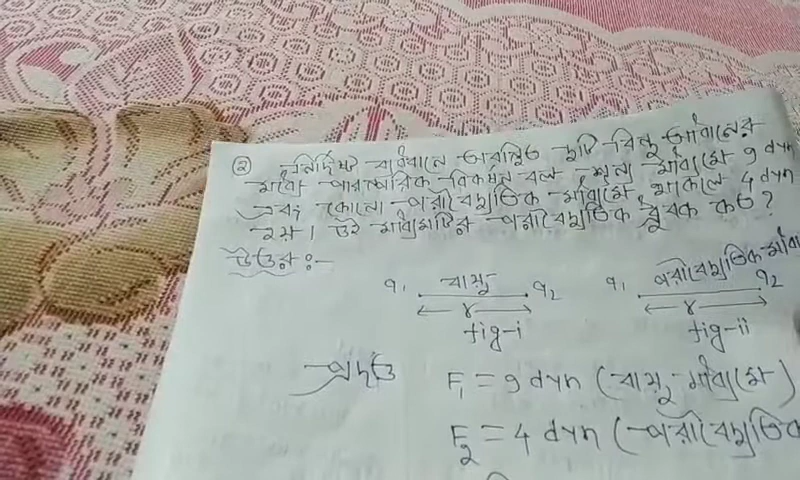 ② নির্দিষ্ট ব্যবধানে অবস্থিত দুটি বিন্দু আধানের
মধ্যে পারস্পরিক বিকর্ষণ বল শূন্য মাধ্যমে 9 dyn
এবং কোনো পরাবৈদ্যুতিক মাধ্যমে থাকলে 4 dyn
হয়। ওই মাধ্যমটির পরাবৈদ্যুতিক ধ্রুবক কত?
উত্তর:-
q₁ বায়ু q₂ q₁ পরাবৈদ্যুতিক মাধ্য q₂
r r
fig-i fig-ii
প্রদত্ত F₁ = 9 dyn (বায়ু মাধ্যমে)
F₂ = 4 dyn (পরাবৈদ্যুতিক